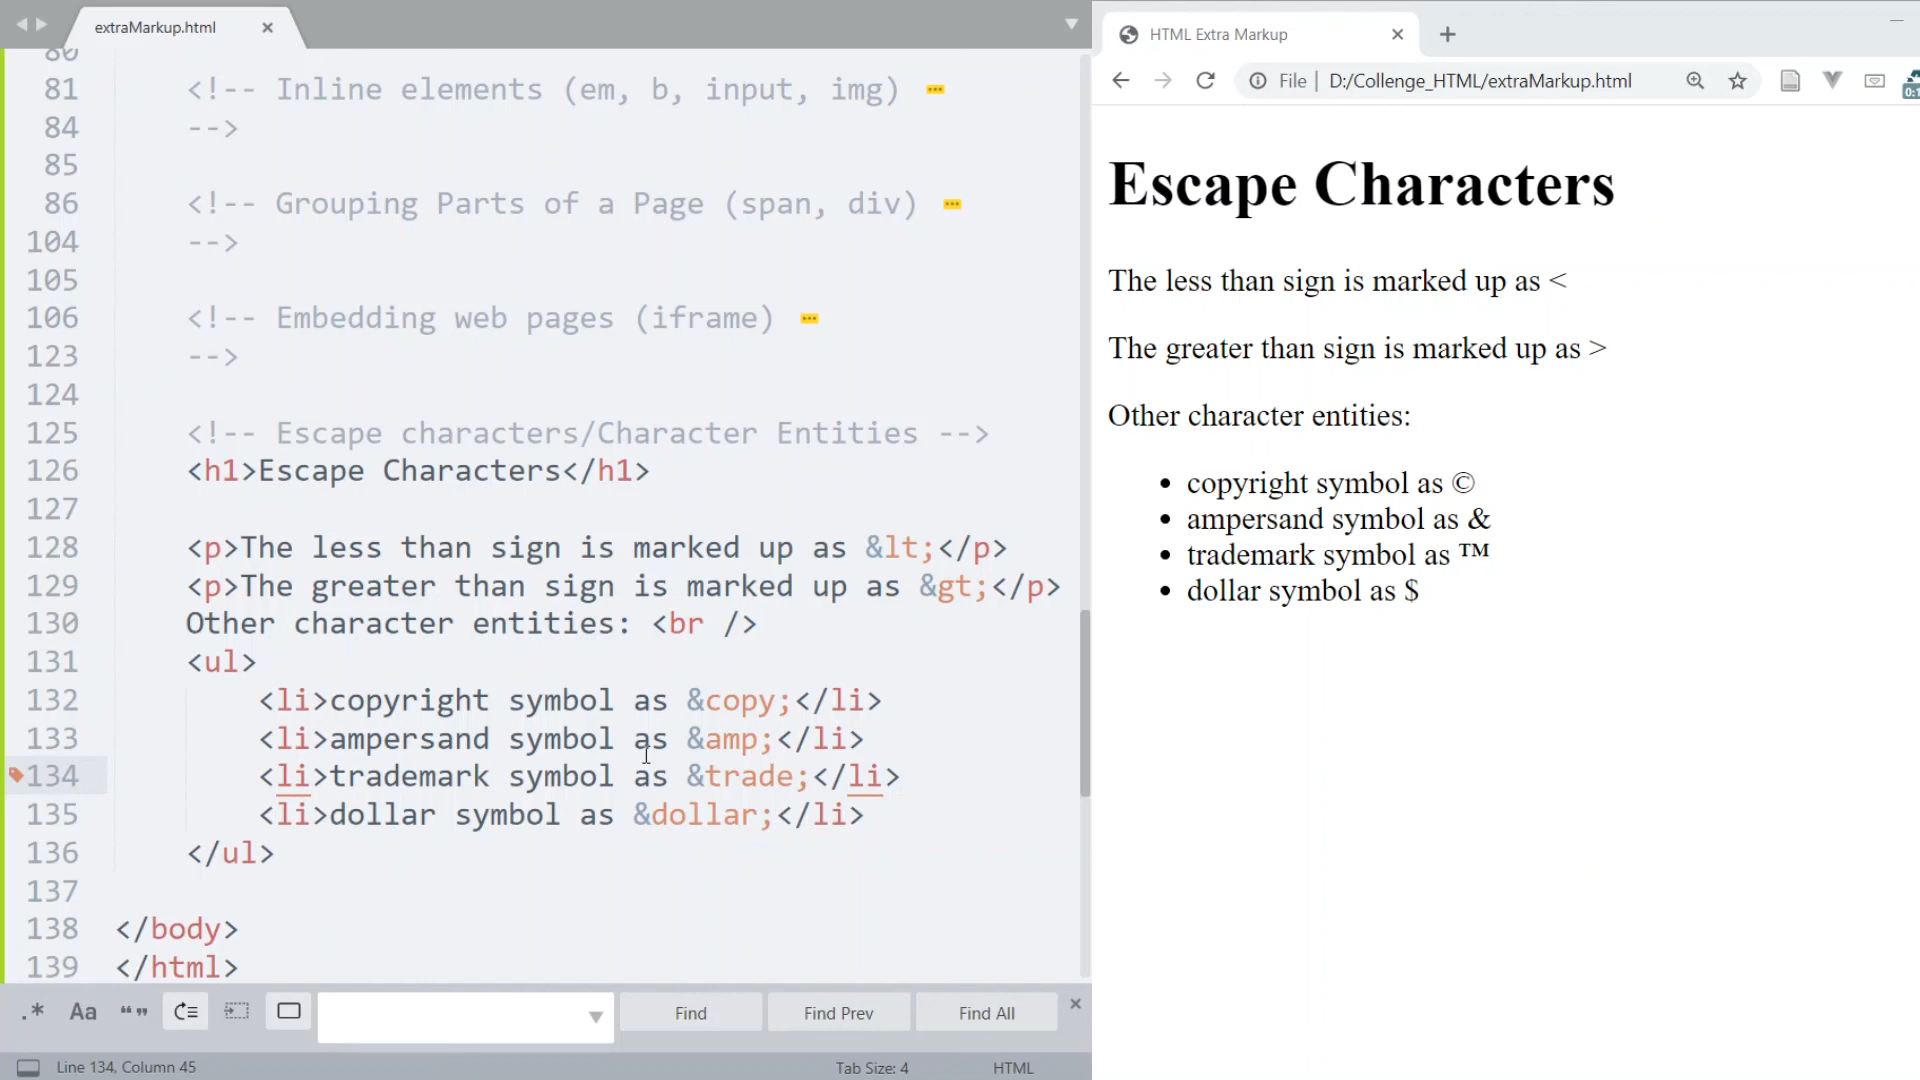 extraMarkup.html
80
81 <!-- Inline elements (em, b, input, img)
84 -->
85
86 <!-- Grouping Parts of a Page (span, div)
104 -->
105
106 <!-- Embedding web pages (iframe)
123 -->
124
125 <!-- Escape characters/Character Entities -->
126 <h1>Escape Characters</h1>
127
128 <p>The less than sign is marked up as &lt;</p>
129 <p>The greater than sign is marked up as &gt;</p>
130 Other character entities: <br />
131 <ul>
132 <li>copyright symbol as &copy;</li>
133 <li>ampersand symbol as &amp;</li>
134 <li>trademark symbol as &trade;</li>
135 <li>dollar symbol as &dollar;</li>
136 </ul>
137
138 </body>
139 </html>
.* Aa “” Find Find Prev Find All
Line 134, Column 45 Tab Size: 4 HTML
HTML Extra Markup
File | D:/Collenge_HTML/extraMarkup.html
Escape Characters
The less than sign is marked up as <
The greater than sign is marked up as >
Other character entities:
• copyright symbol as ©
• ampersand symbol as &
• trademark symbol as ™
• dollar symbol as $